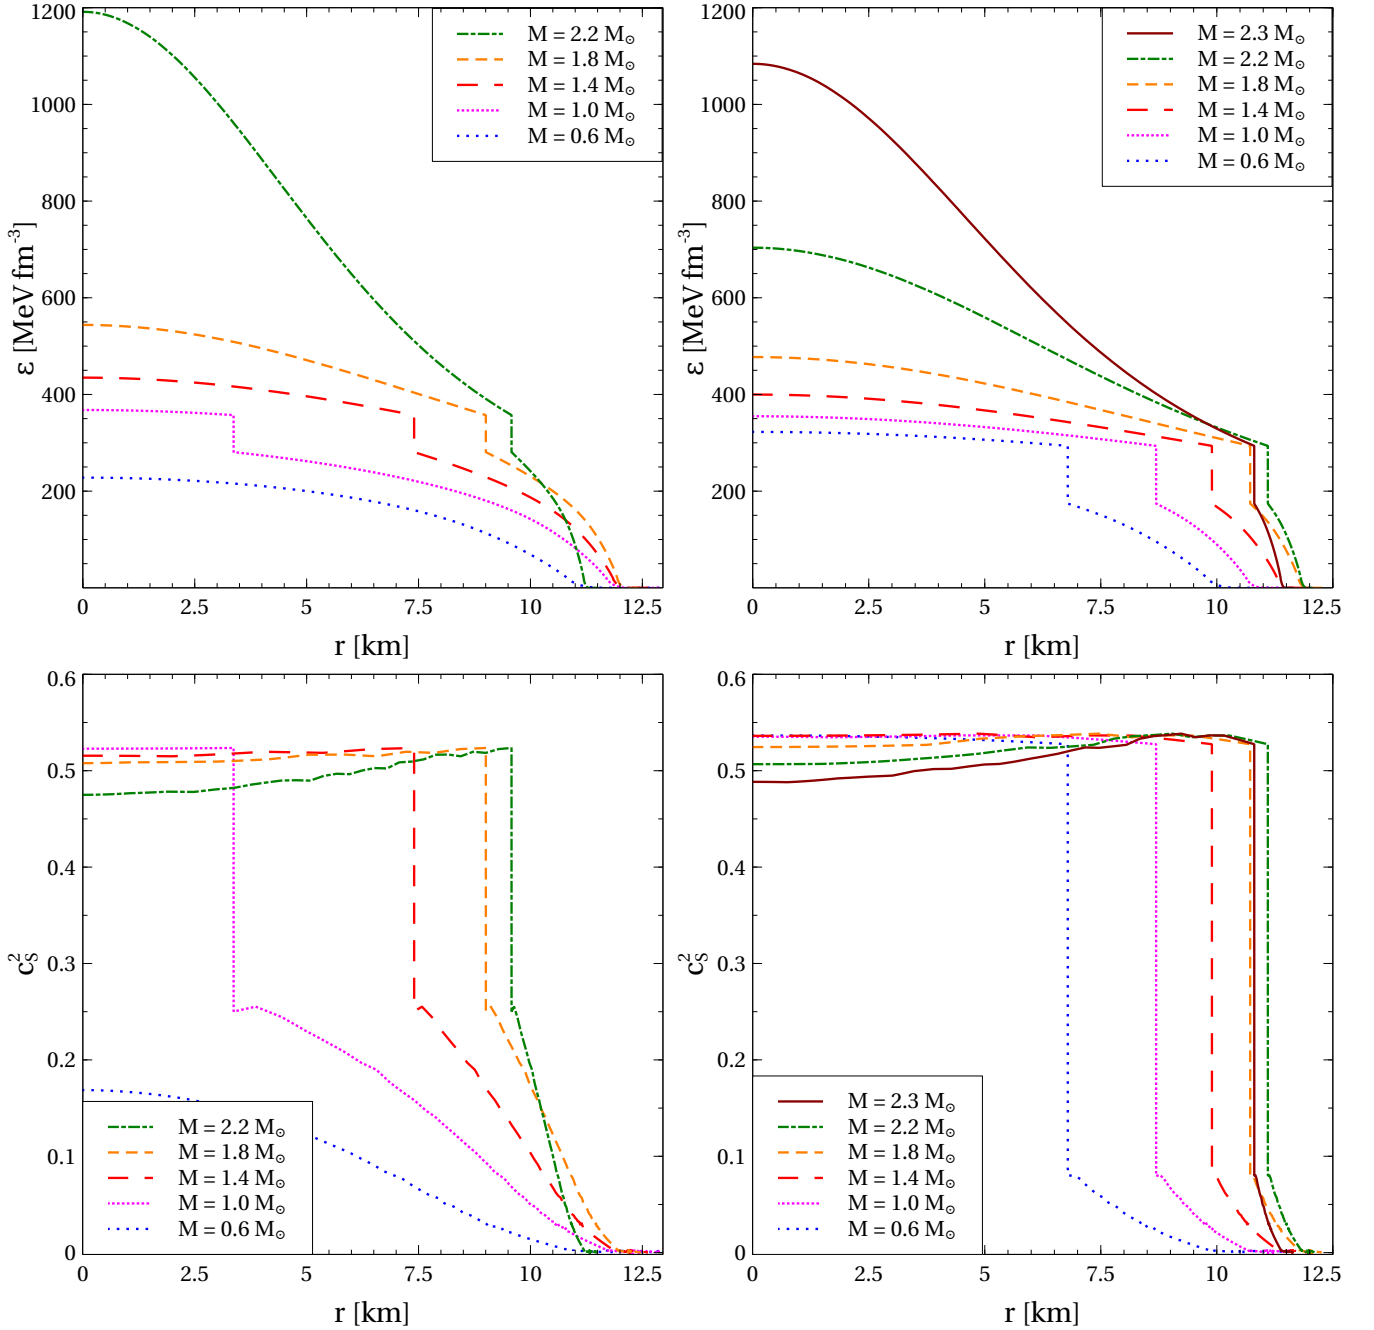 1200
1000
800
600
400
200
0
2.5
5
7.5
10
12.5
r [km]
ε [MeV fm⁻³]
M = 2.2 M⊙
M = 1.8 M⊙
M = 1.4 M⊙
M = 1.0 M⊙
M = 0.6 M⊙
1200
1000
800
600
400
200
0
2.5
5
7.5
10
12.5
r [km]
ε [MeV fm⁻³]
M = 2.3 M⊙
M = 2.2 M⊙
M = 1.8 M⊙
M = 1.4 M⊙
M = 1.0 M⊙
M = 0.6 M⊙
0.6
0.5
0.4
0.3
0.2
0.1
0
0
2.5
5
7.5
10
12.5
r [km]
c²ₛ
M = 2.2 M⊙
M = 1.8 M⊙
M = 1.4 M⊙
M = 1.0 M⊙
M = 0.6 M⊙
0.6
0.5
0.4
0.3
0.2
0.1
0
0
2.5
5
7.5
10
12.5
r [km]
c²ₛ
M = 2.3 M⊙
M = 2.2 M⊙
M = 1.8 M⊙
M = 1.4 M⊙
M = 1.0 M⊙
M = 0.6 M⊙